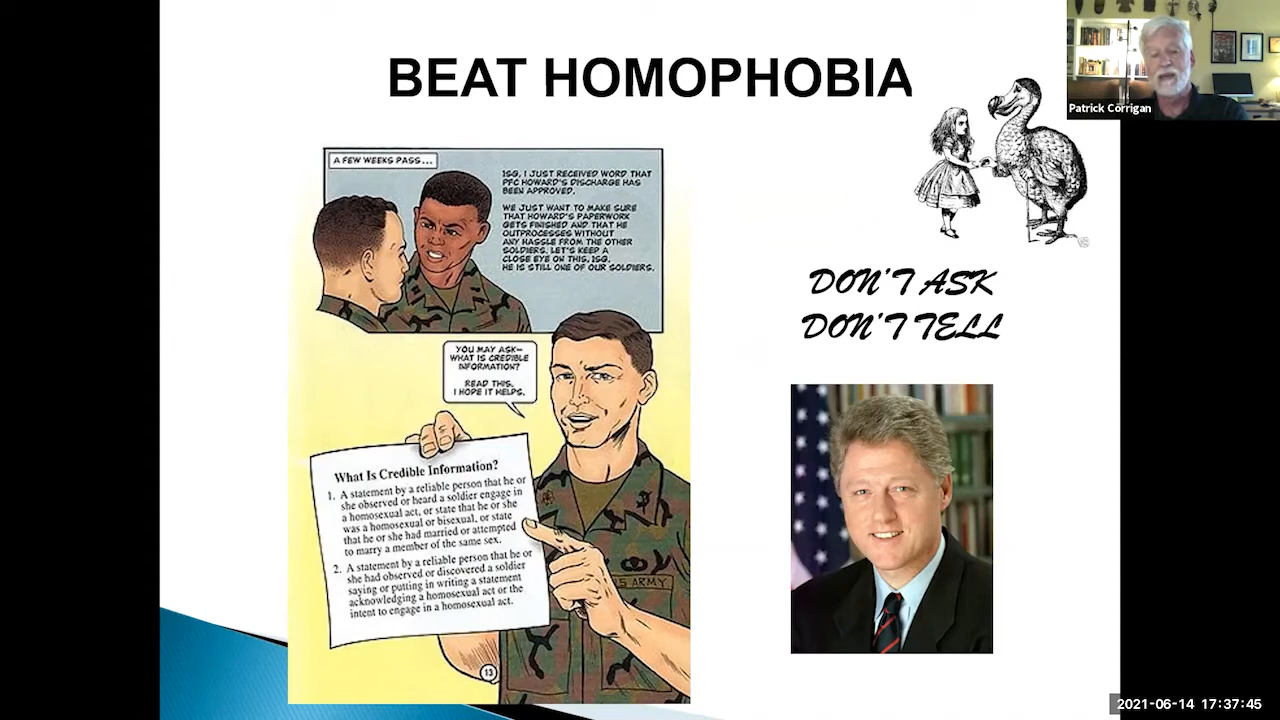 BEAT HOMOPHOBIA
Patrick Corrigan
A FEW WEEKS PASS...
1SG, I JUST RECEIVED WORD THAT
PFC HOWARD'S DISCHARGE HAS
BEEN APPROVED.
WE JUST WANT TO MAKE SURE
THAT HOWARD'S PAPERWORK
GETS FINISHED AND THAT HE
OUTPROCESSES WITHOUT
ANY HASSLE FROM THE OTHER
SOLDIERS. LET'S KEEP A
CLOSE EYE ON THIS, 1SG.
HE IS STILL ONE OF OUR SOLDIERS.
YOU MAY ASK—
WHAT IS CREDIBLE
INFORMATION?
READ THIS.
I HOPE IT HELPS.
What Is Credible Information?
1. A statement by a reliable person that he or
she observed or heard a soldier engage in
a homosexual act, or state that he or she
was a homosexual or bisexual, or state
that he or she had married or attempted
to marry a member of the same sex.
2. A statement by a reliable person that he or
she had observed or discovered a soldier
saying or putting in writing a statement
acknowledging a homosexual act or the
intent to engage in a homosexual act.
US ARMY
13
DON'T ASK
DON'T TELL
2021-06-14 17:37:45